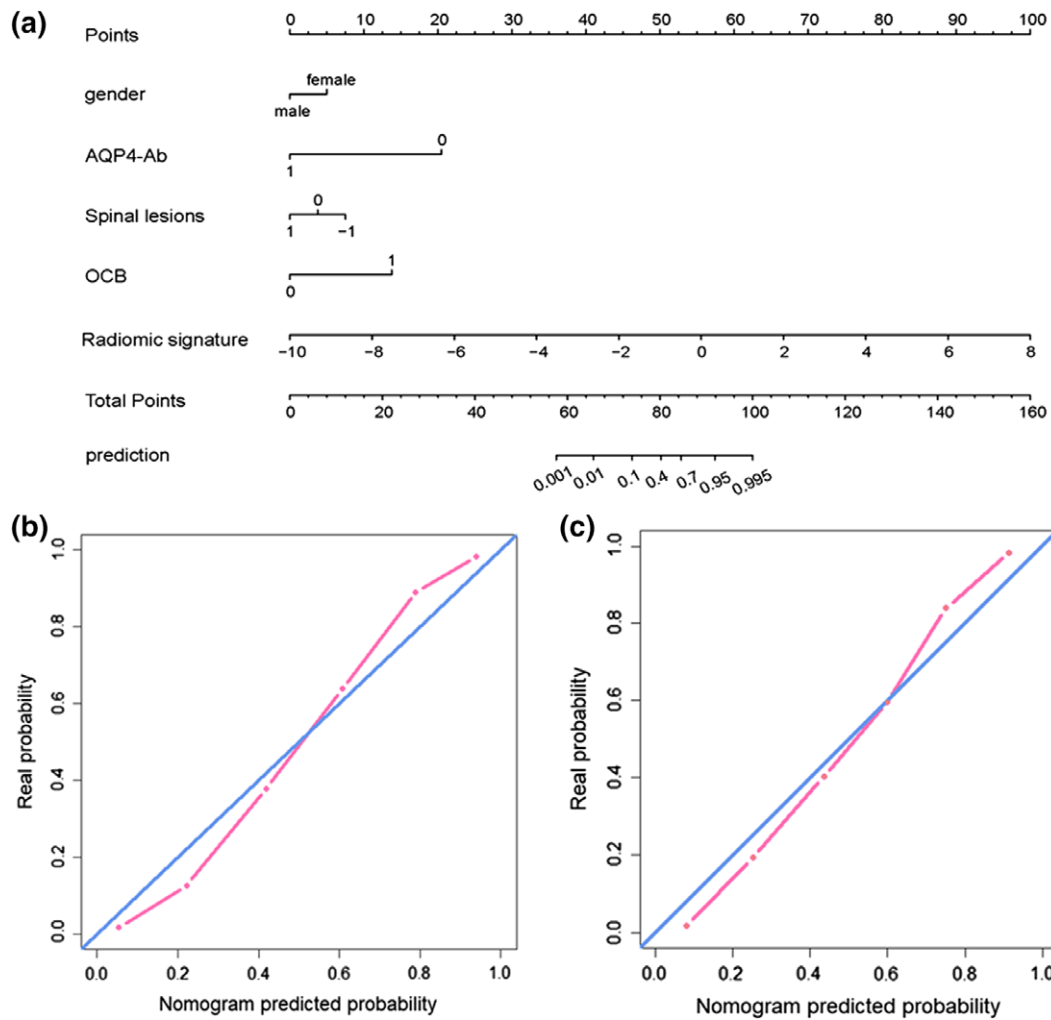 (a)
Points 0 10 20 30 40 50 60 70 80 90 100
gender male female
AQP4-Ab 1 0
Spinal lesions 1 0 −1
OCB 0 1
Radiomic signature −10 −8 −6 −4 −2 0 2 4 6 8
Total Points 0 20 40 60 80 100 120 140 160
prediction 0.001 0.01 0.1 0.4 0.7 0.95 0.995
(b)
Real probability
1.0
0.8
0.6
0.4
0.2
0.0
0.0 0.2 0.4 0.6 0.8 1.0
Nomogram predicted probability
(c)
Real probability
1.0
0.8
0.6
0.4
0.2
0.0
0.0 0.2 0.4 0.6 0.8 1.0
Nomogram predicted probability